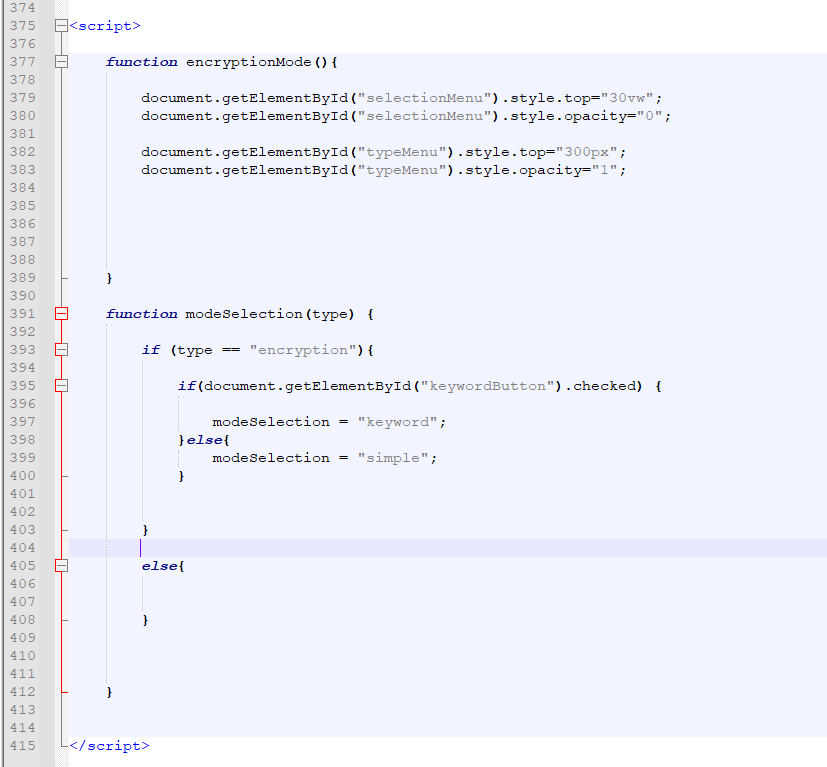 374
375 <script>
376
377 function encryptionMode(){
378
379 document.getElementById("selectionMenu").style.top="30vw";
380 document.getElementById("selectionMenu").style.opacity="0";
381
382 document.getElementById("typeMenu").style.top="300px";
383 document.getElementById("typeMenu").style.opacity="1";
384
385
386
387
388
389 }
390
391 function modeSelection(type) {
392
393 if (type == "encryption"){
394
395 if(document.getElementById("keywordButton").checked) {
396
397 modeSelection = "keyword";
398 }else{
399 modeSelection = "simple";
400 }
401
402
403 }
404
405 else{
406
407
408 }
409
410
411
412 }
413
414
415 </script>